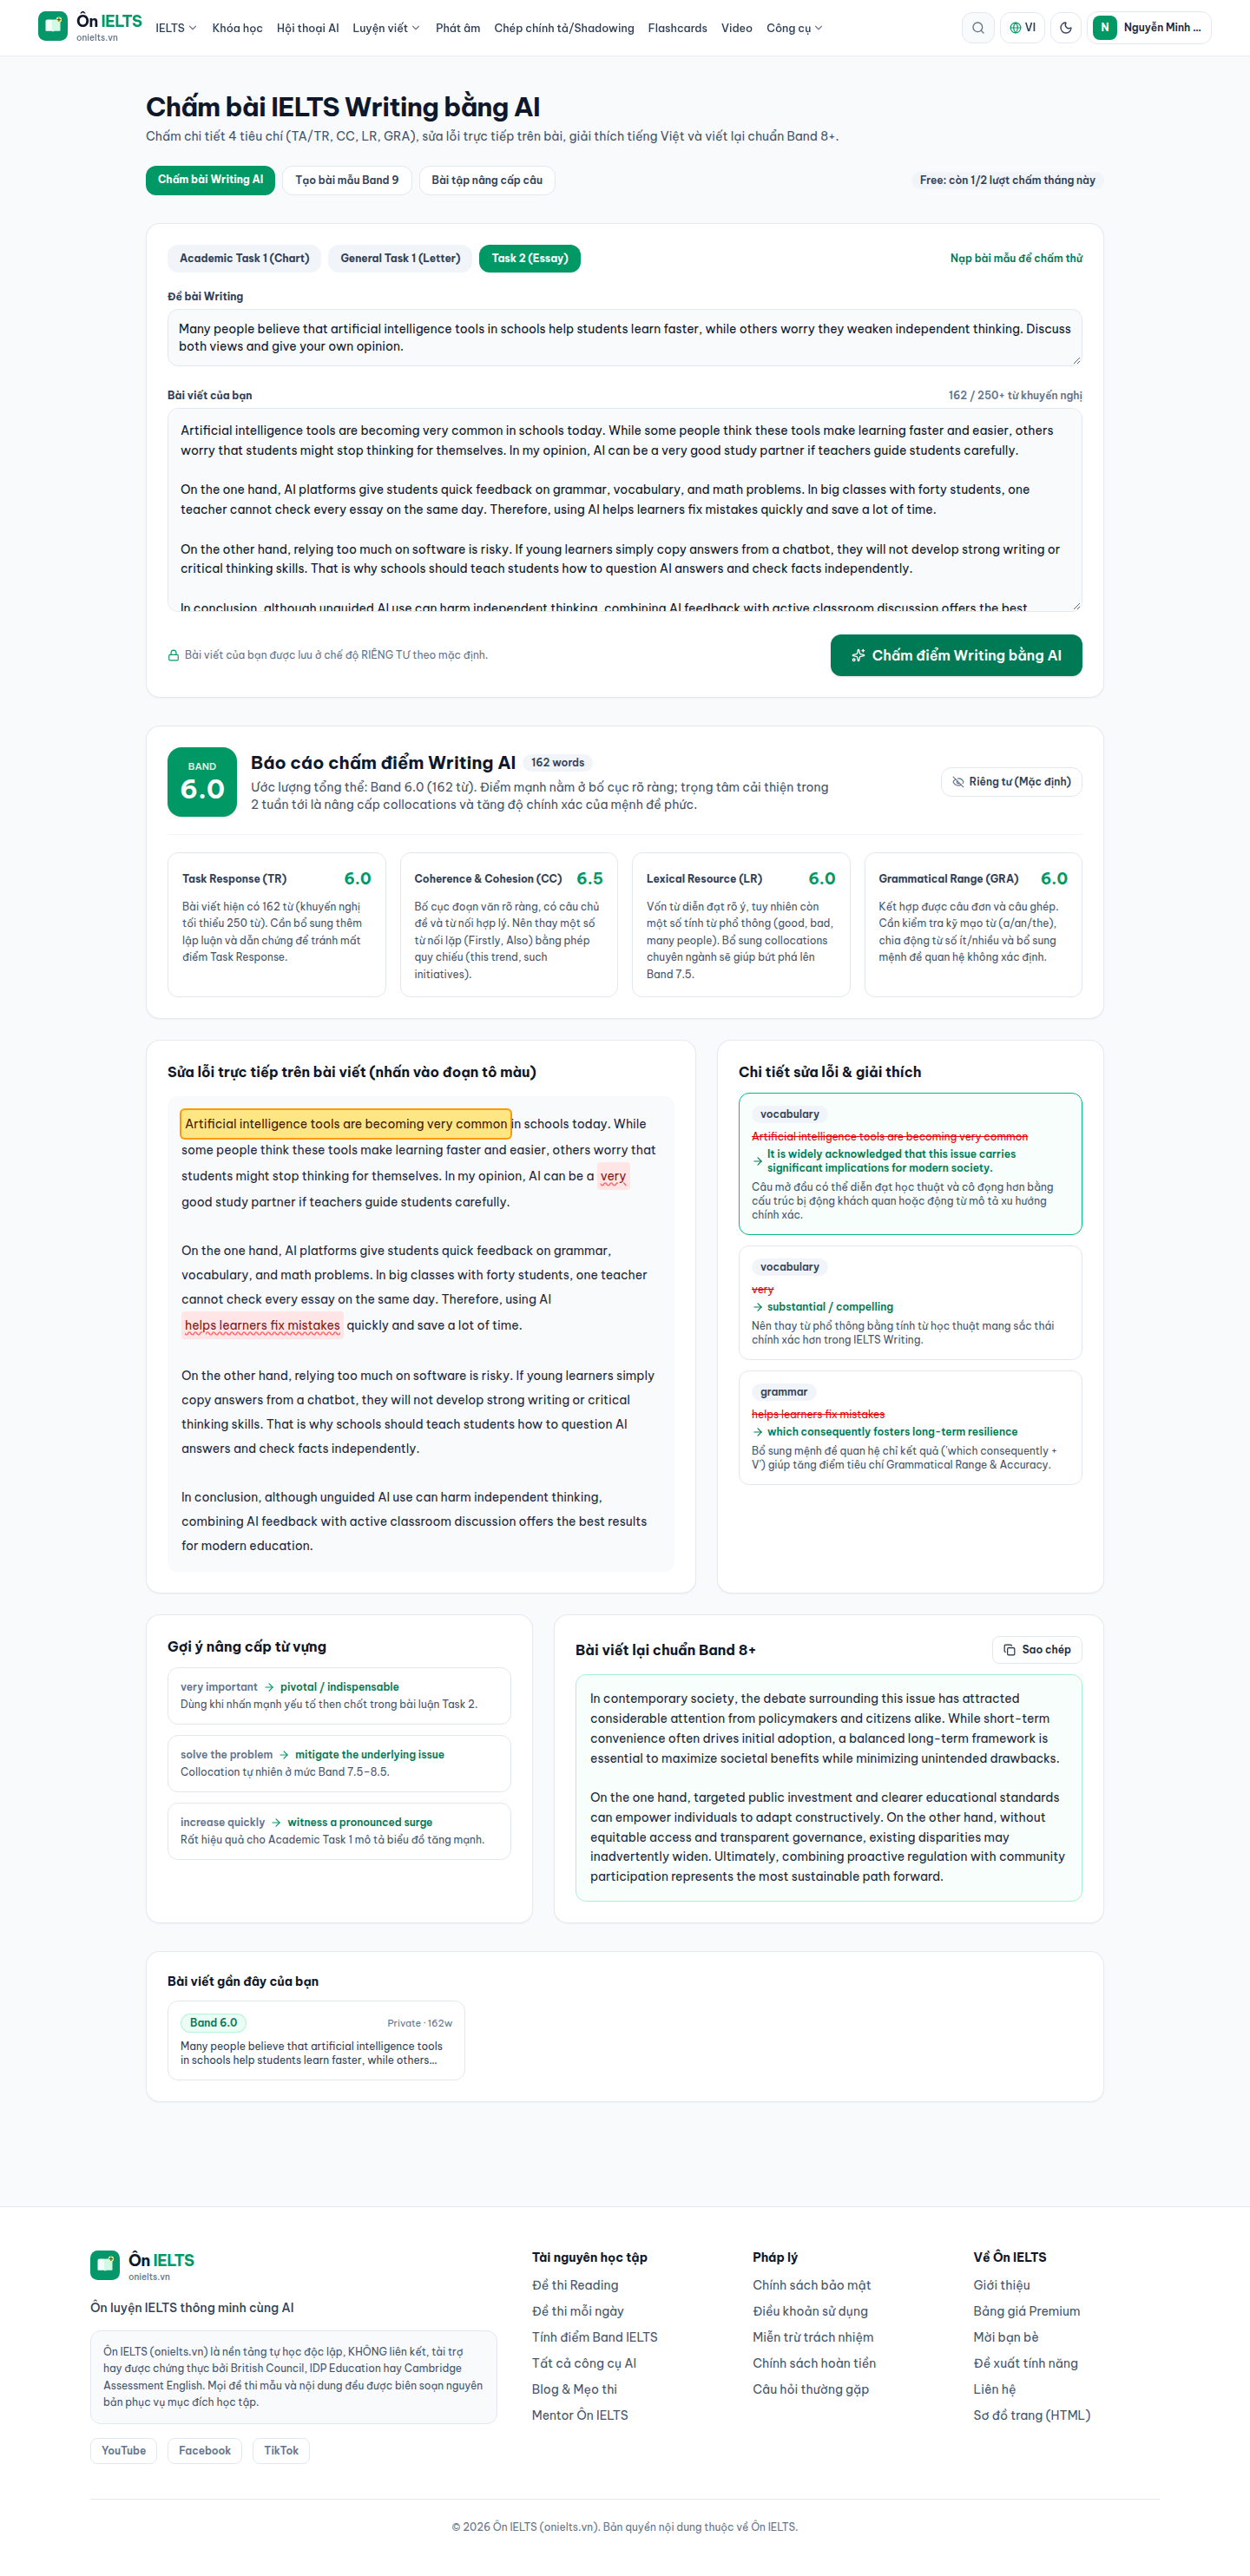 Ôn IELTS
onielts.vn
IELTS
Khóa học
Hội thoại AI
Luyện viết
Phát âm
Chép chính tả/Shadowing
Flashcards
Video
Công cụ
VI
N
Nguyễn Minh ...
Chấm bài IELTS Writing bằng AI
Chấm chi tiết 4 tiêu chí (TA/TR, CC, LR, GRA), sửa lỗi trực tiếp trên bài, giải thích tiếng Việt và viết lại chuẩn Band 8+.
Chấm bài Writing AI
Tạo bài mẫu Band 9
Bài tập nâng cấp câu
Free: còn 1/2 lượt chấm tháng này
Academic Task 1 (Chart)
General Task 1 (Letter)
Task 2 (Essay)
Nạp bài mẫu để chấm thử
Đề bài Writing
Many people believe that artificial intelligence tools in schools help students learn faster, while others worry they weaken independent thinking. Discuss
both views and give your own opinion.
Bài viết của bạn
162 / 250+ từ khuyến nghị
Artificial intelligence tools are becoming very common in schools today. While some people think these tools make learning faster and easier, others
worry that students might stop thinking for themselves. In my opinion, AI can be a very good study partner if teachers guide students carefully.
On the one hand, AI platforms give students quick feedback on grammar, vocabulary, and math problems. In big classes with forty students, one
teacher cannot check every essay on the same day. Therefore, using AI helps learners fix mistakes quickly and save a lot of time.
On the other hand, relying too much on software is risky. If young learners simply copy answers from a chatbot, they will not develop strong writing or
critical thinking skills. That is why schools should teach students how to question AI answers and check facts independently.
In conclusion, although unguided AI use can harm independent thinking, combining AI feedback with active classroom discussion offers the best
Bài viết của bạn được lưu ở chế độ RIÊNG TƯ theo mặc định.
Chấm điểm Writing bằng AI
BAND
6.0
Báo cáo chấm điểm Writing AI
162 words
Ước lượng tổng thể: Band 6.0 (162 từ). Điểm mạnh nằm ở bố cục rõ ràng; trọng tâm cải thiện trong
2 tuần tới là nâng cấp collocations và tăng độ chính xác của mệnh đề phức.
Riêng tư (Mặc định)
Task Response (TR)
6.0
Bài viết hiện có 162 từ (khuyến nghị
tối thiểu 250 từ). Cần bổ sung thêm
lập luận và dẫn chứng để tránh mất
điểm Task Response.
Coherence & Cohesion (CC)
6.5
Bố cục đoạn văn rõ ràng, có câu chủ
đề và từ nối hợp lý. Nên thay một số
từ nối lặp (Firstly, Also) bằng phép
quy chiếu (this trend, such
initiatives).
Lexical Resource (LR)
6.0
Vốn từ diễn đạt rõ ý, tuy nhiên còn
một số tính từ phổ thông (good, bad,
many people). Bổ sung collocations
chuyên ngành sẽ giúp bứt phá lên
Band 7.5.
Grammatical Range (GRA)
6.0
Kết hợp được câu đơn và câu ghép.
Cần kiểm tra kỹ mạo từ (a/an/the),
chia động từ số ít/nhiều và bổ sung
mệnh đề quan hệ không xác định.
Sửa lỗi trực tiếp trên bài viết (nhấn vào đoạn tô màu)
Artificial intelligence tools are becoming very common in schools today. While
some people think these tools make learning faster and easier, others worry that
students might stop thinking for themselves. In my opinion, AI can be a very
good study partner if teachers guide students carefully.
On the one hand, AI platforms give students quick feedback on grammar,
vocabulary, and math problems. In big classes with forty students, one teacher
cannot check every essay on the same day. Therefore, using AI
helps learners fix mistakes quickly and save a lot of time.
On the other hand, relying too much on software is risky. If young learners simply
copy answers from a chatbot, they will not develop strong writing or critical
thinking skills. That is why schools should teach students how to question AI
answers and check facts independently.
In conclusion, although unguided AI use can harm independent thinking,
combining AI feedback with active classroom discussion offers the best results
for modern education.
Chi tiết sửa lỗi & giải thích
vocabulary
Artificial intelligence tools are becoming very common
→ It is widely acknowledged that this issue carries
significant implications for modern society.
Câu mở đầu có thể diễn đạt học thuật và cô đọng hơn bằng
cấu trúc bị động khách quan hoặc động từ mô tả xu hướng
chính xác.
vocabulary
very
→ substantial / compelling
Nên thay từ phổ thông bằng tính từ học thuật mang sắc thái
chính xác hơn trong IELTS Writing.
grammar
helps learners fix mistakes
→ which consequently fosters long-term resilience
Bổ sung mệnh đề quan hệ chỉ kết quả ('which consequently +
V') giúp tăng điểm tiêu chí Grammatical Range & Accuracy.
Gợi ý nâng cấp từ vựng
very important → pivotal / indispensable
Dùng khi nhấn mạnh yếu tố then chốt trong bài luận Task 2.
solve the problem → mitigate the underlying issue
Collocation tự nhiên ở mức Band 7.5–8.5.
increase quickly → witness a pronounced surge
Rất hiệu quả cho Academic Task 1 mô tả biểu đồ tăng mạnh.
Bài viết lại chuẩn Band 8+
Sao chép
In contemporary society, the debate surrounding this issue has attracted
considerable attention from policymakers and citizens alike. While short-term
convenience often drives initial adoption, a balanced long-term framework is
essential to maximize societal benefits while minimizing unintended drawbacks.
On the one hand, targeted public investment and clearer educational standards
can empower individuals to adapt constructively. On the other hand, without
equitable access and transparent governance, existing disparities may
inadvertently widen. Ultimately, combining proactive regulation with community
participation represents the most sustainable path forward.
Bài viết gần đây của bạn
Band 6.0
Private · 162w
Many people believe that artificial intelligence tools
in schools help students learn faster, while others...
Ôn IELTS
onielts.vn
Ôn luyện IELTS thông minh cùng AI
Ôn IELTS (onielts.vn) là nền tảng tự học độc lập, KHÔNG liên kết, tài trợ
hay được chứng thực bởi British Council, IDP Education hay Cambridge
Assessment English. Mọi đề thi mẫu và nội dung đều được biên soạn nguyên
bản phục vụ mục đích học tập.
YouTube
Facebook
TikTok
Tài nguyên học tập
Đề thi Reading
Đề thi mỗi ngày
Tính điểm Band IELTS
Tất cả công cụ AI
Blog & Mẹo thi
Mentor Ôn IELTS
Pháp lý
Chính sách bảo mật
Điều khoản sử dụng
Miễn trừ trách nhiệm
Chính sách hoàn tiền
Câu hỏi thường gặp
Về Ôn IELTS
Giới thiệu
Bảng giá Premium
Mời bạn bè
Đề xuất tính năng
Liên hệ
Sơ đồ trang (HTML)
© 2026 Ôn IELTS (onielts.vn). Bản quyền nội dung thuộc về Ôn IELTS.